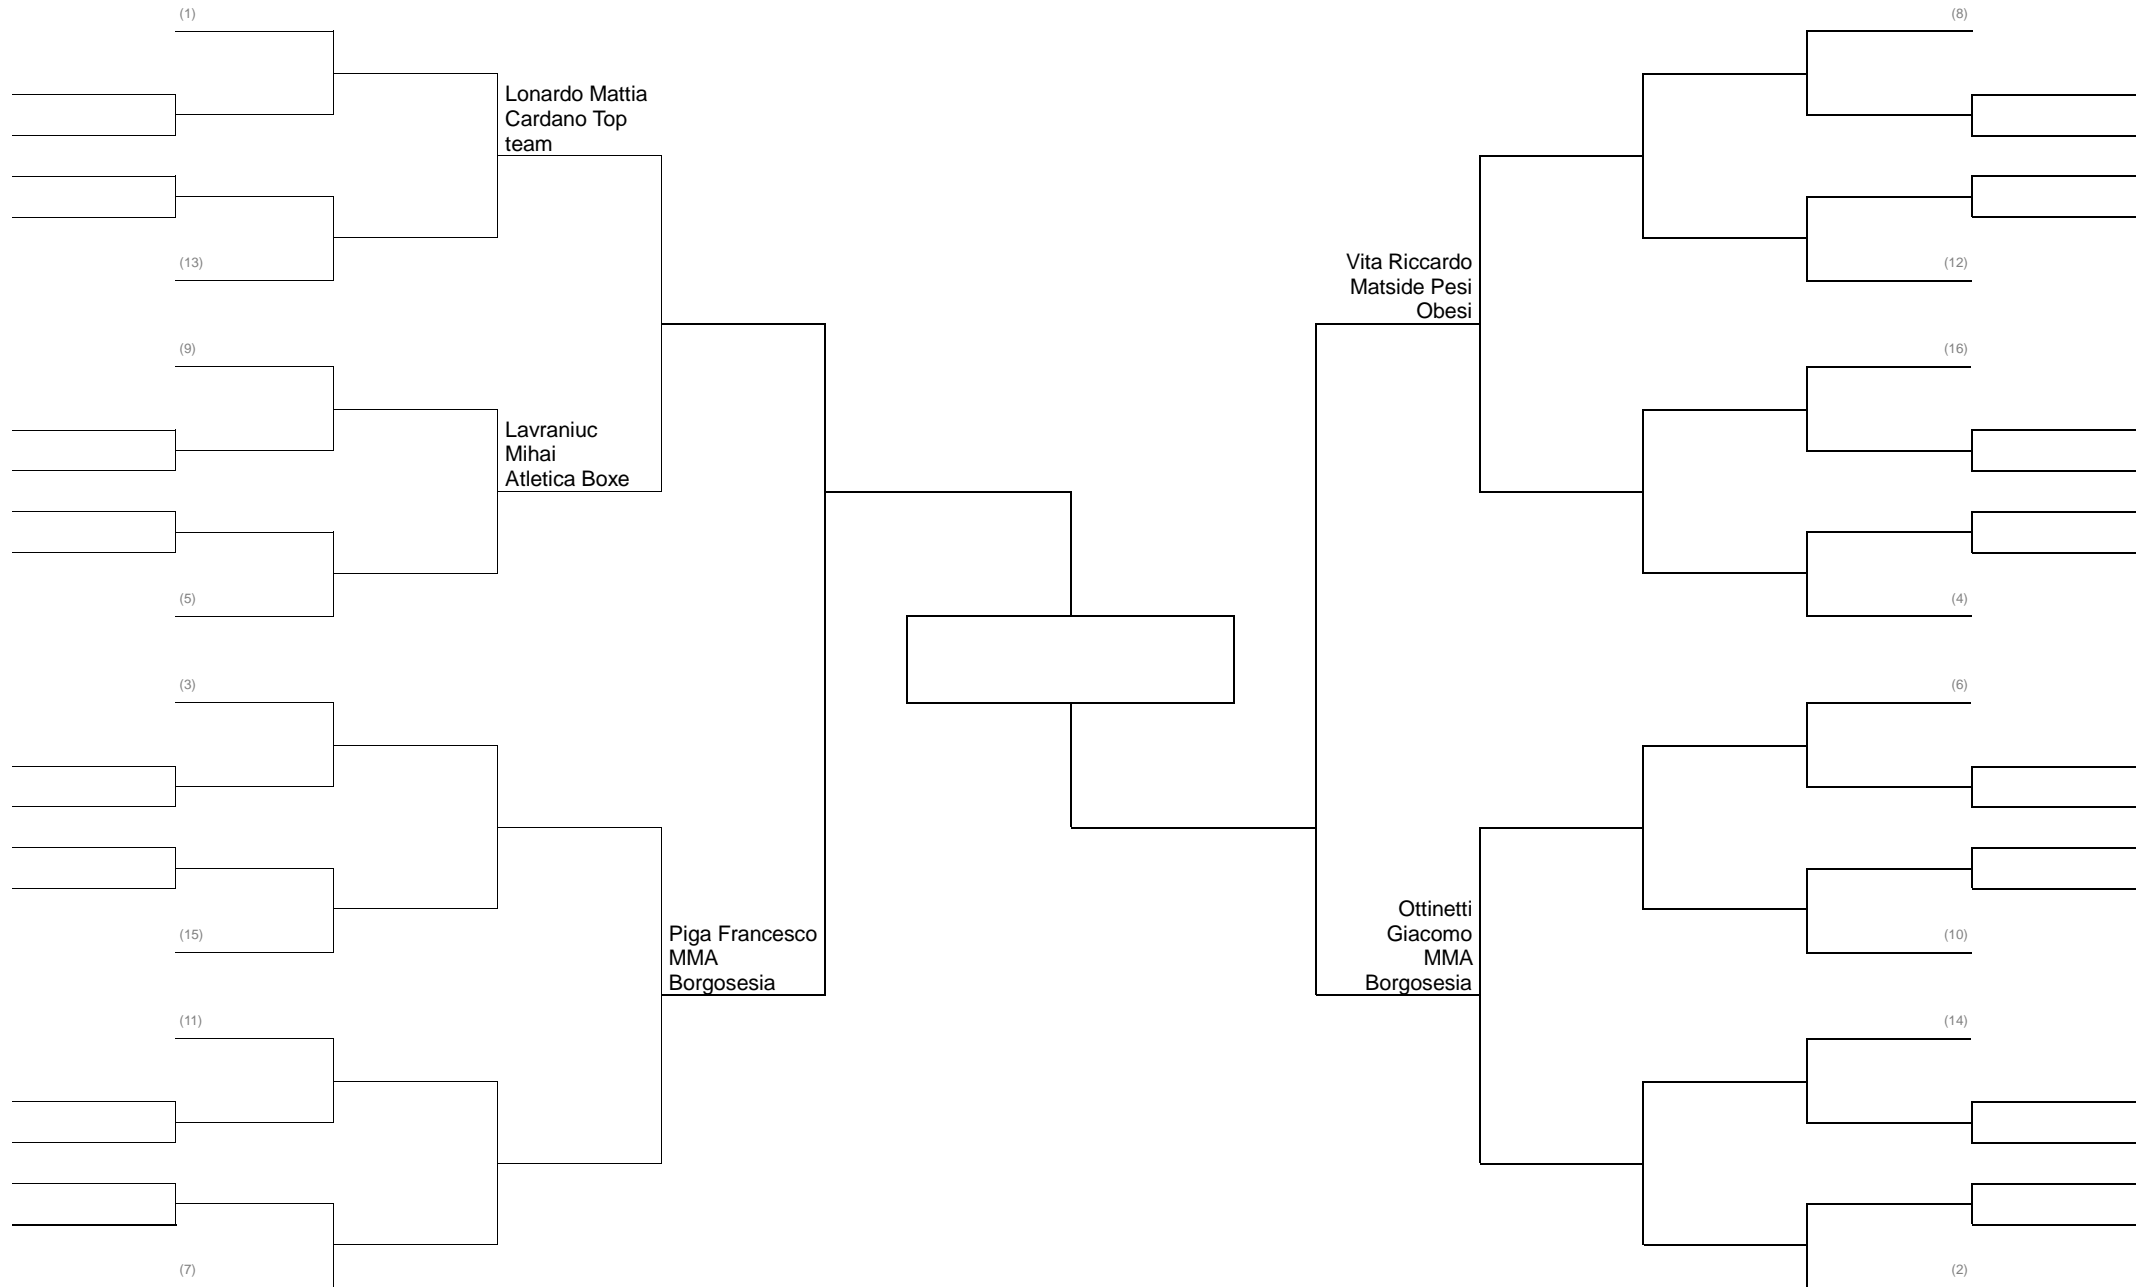 (1)
Lonardo Mattia
Cardano Top
team
(13)
(9)
Lavraniuc
Mihai
Atletica Boxe
(5)
(3)
(15)
Piga Francesco
MMA
Borgosesia
(11)
(7)
(8)
Vita Riccardo
Matside Pesi
Obesi
(12)
(16)
(4)
(6)
Ottinetti
Giacomo
MMA
Borgosesia
(10)
(14)
(2)